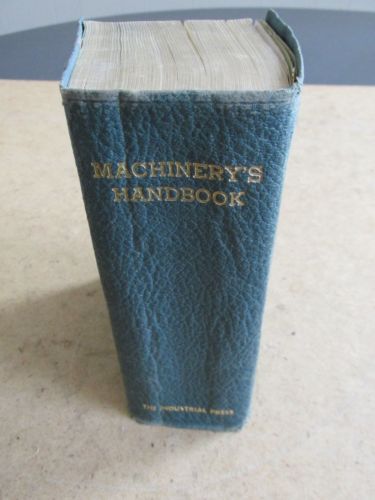 MACHINERY'S
HANDBOOK
THE INDUSTRIAL PRESS